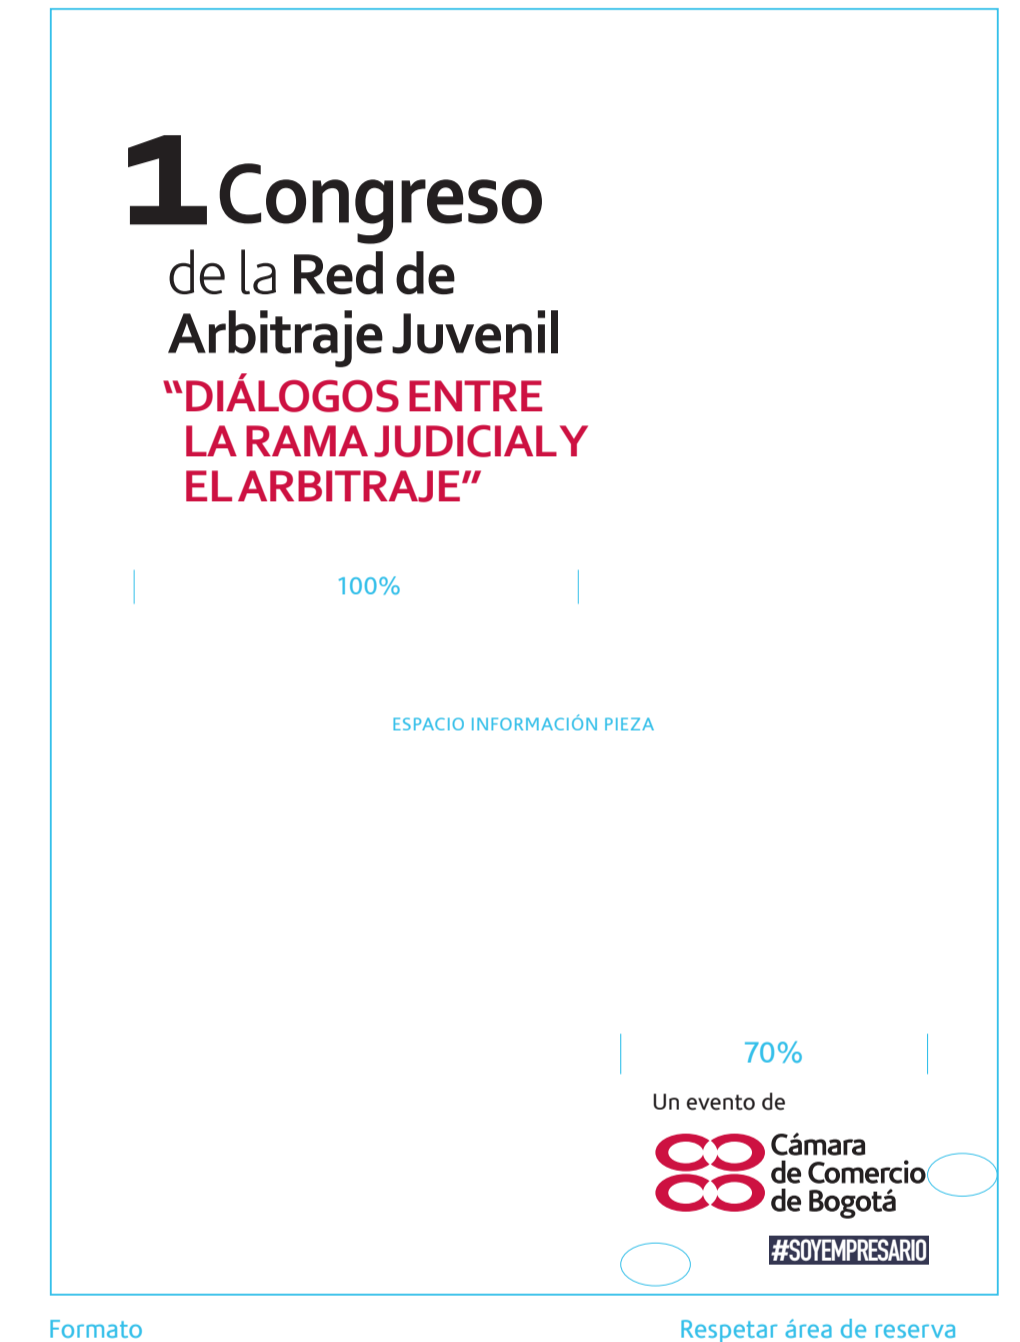 1 Congreso
de la Red de
Arbitraje Juvenil
“DIÁLOGOS ENTRE
LA RAMA JUDICIAL Y
EL ARBITRAJE”
100%
ESPACIO INFORMACIÓN PIEZA
70%
Un evento de
Cámara
de Comercio
de Bogotá
#SOYEMPRESARIO
Formato
Respetar área de reserva